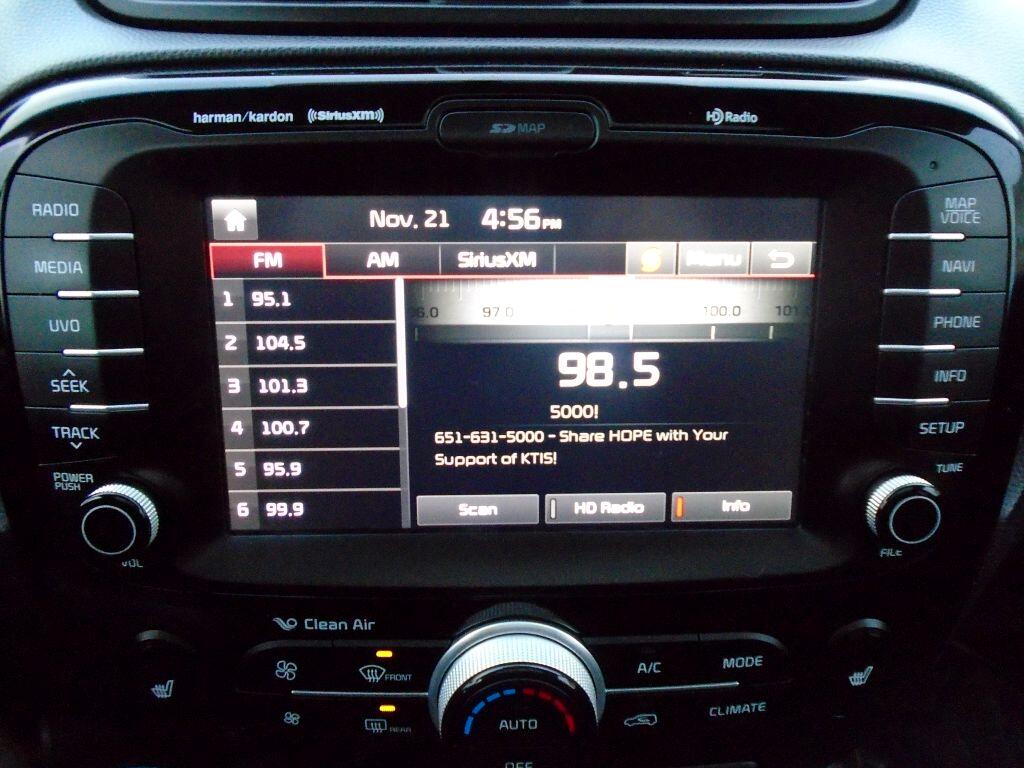 harman/kardon ((SiriusXM)) SD MAP HD Radio
RADIO
MEDIA
UVO
SEEK
TRACK
POWER
PUSH
VOL
Nov. 21 4:56PM
FM AM SiriusXM Menu
96.0 97.0 100.0 101
1 95.1
2 104.5
3 101.3
4 100.7
5 95.9
6 99.9
98.5
5000!
651-631-5000 - Share HOPE with Your
Support of KTIS!
Scan HD Radio Info
MAP
VOICE
NAVI
PHONE
INFO
SETUP
TUNE
FILE
Clean Air
FRONT
REAR
AUTO
OFF
A/C MODE
CLIMATE